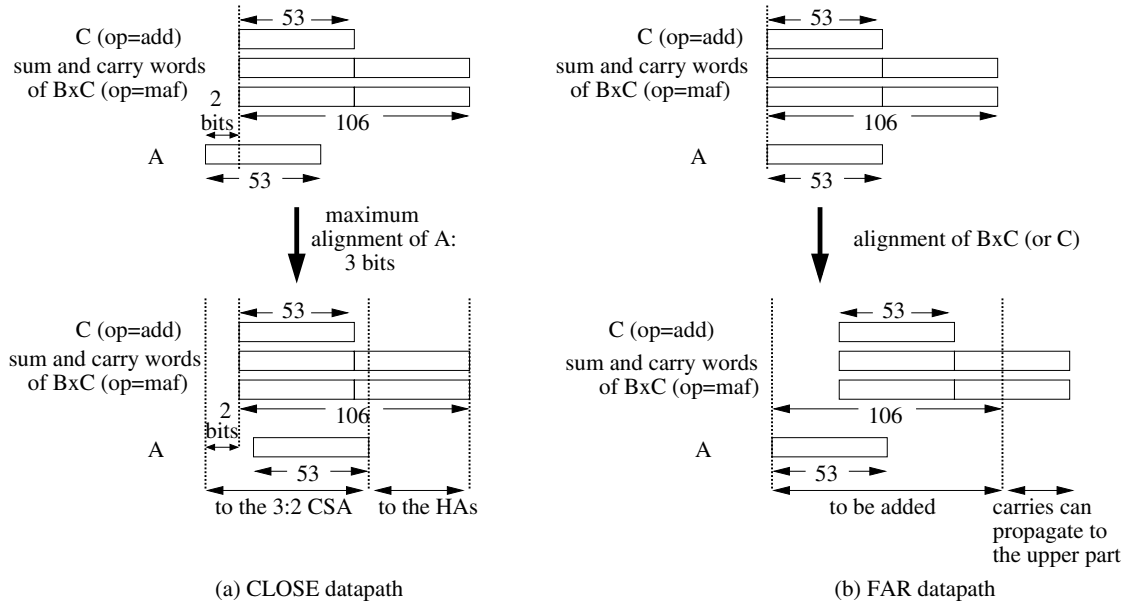 53
C (op=add)
sum and carry words
of BxC (op=maf)
2
bits
106
A
53
maximum
alignment of A:
3 bits
53
C (op=add)
sum and carry words
of BxC (op=maf)
106
2
bits
A
53
to the 3:2 CSA
to the HAs
(a) CLOSE datapath
53
C (op=add)
sum and carry words
of BxC (op=maf)
106
A
53
alignment of BxC (or C)
53
C (op=add)
sum and carry words
of BxC (op=maf)
106
A
53
to be added
carries can
propagate to
the upper part
(b) FAR datapath